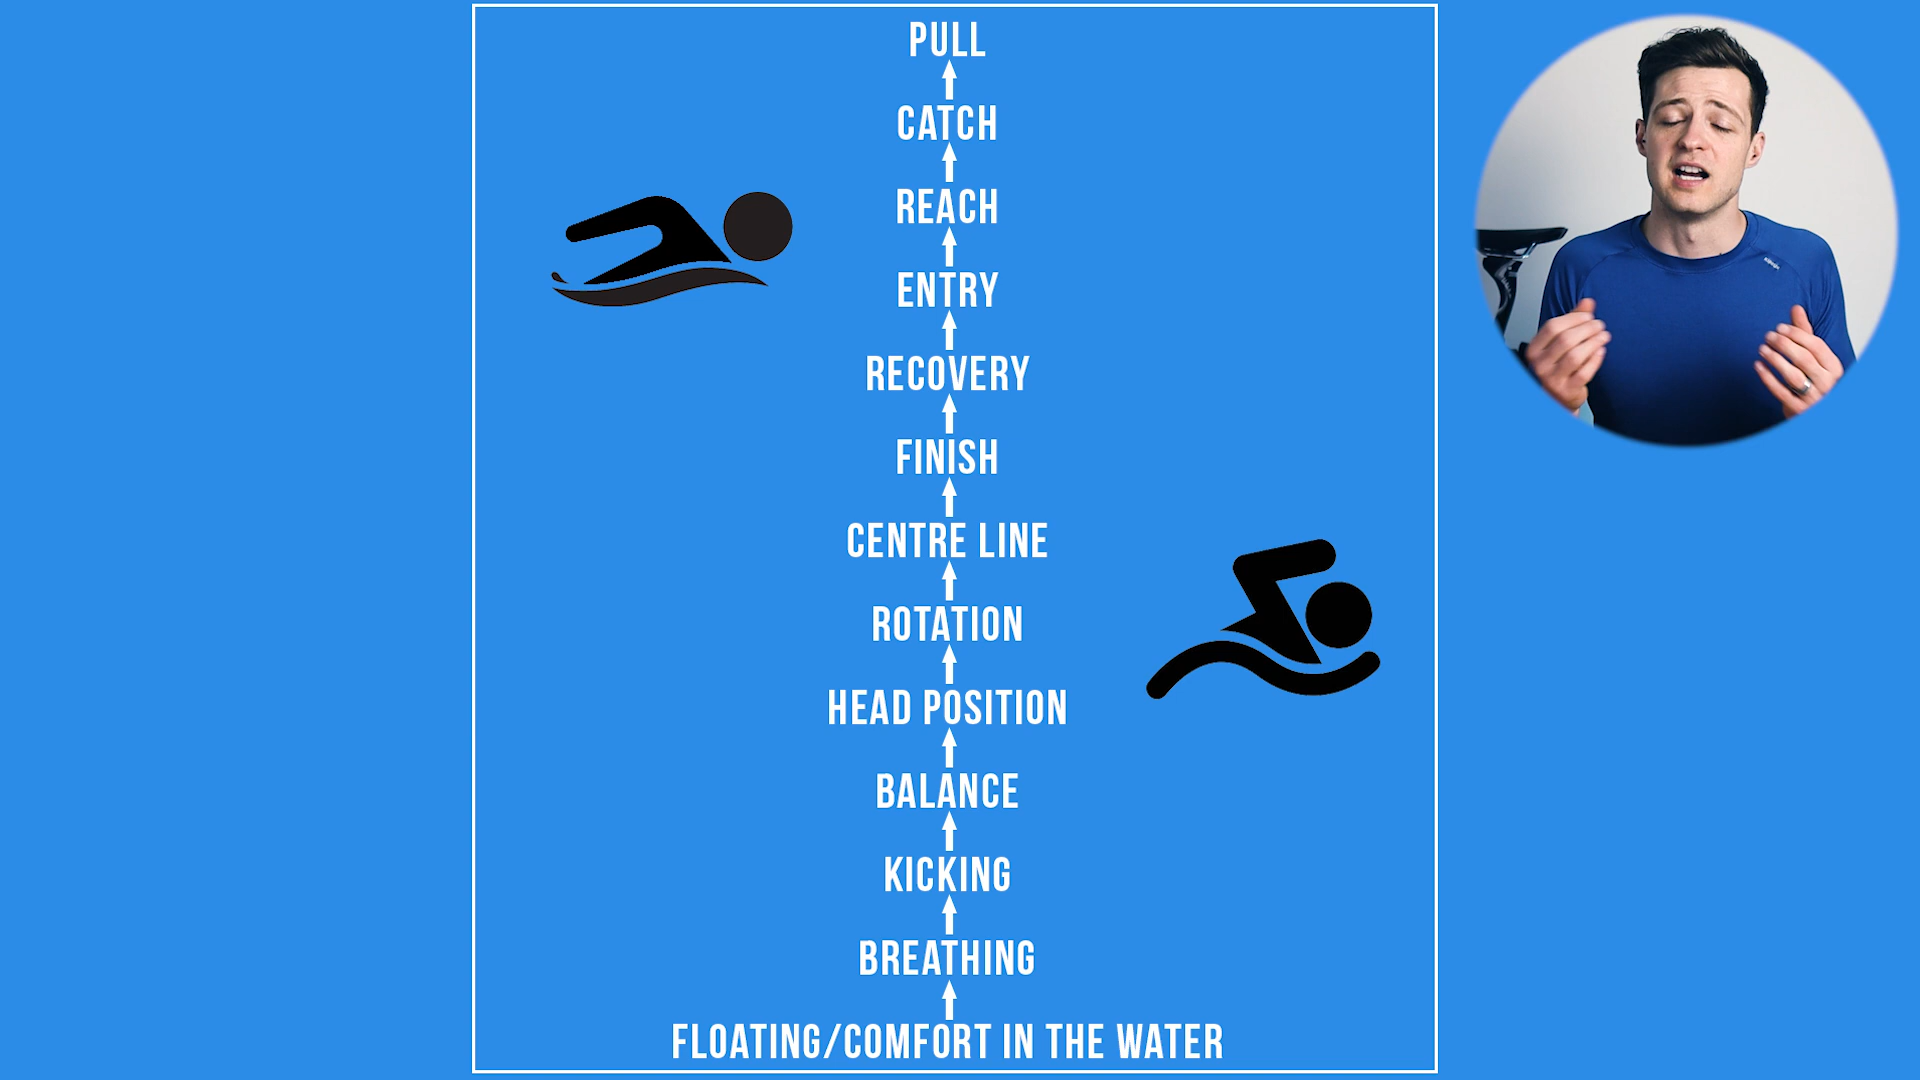 PULL
CATCH
REACH
ENTRY
RECOVERY
FINISH
CENTRE LINE
ROTATION
HEAD POSITION
BALANCE
KICKING
BREATHING
FLOATING/COMFORT IN THE WATER